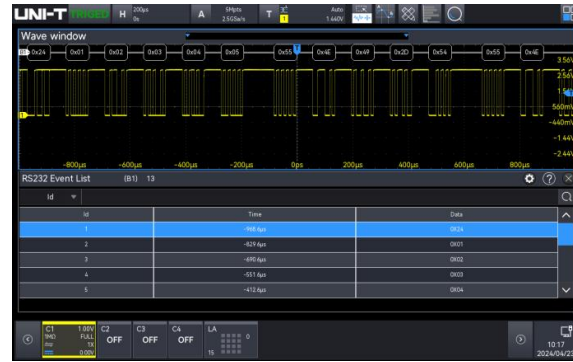 UNI-T TRIGED H 200μs 0s A 5Mpts 2.5GSa/s T 1 Auto 1.440V
Wave window
B1 0x24 0x01 0x02 0x03 0x04 0x05 0x55 0x4E 0x49 0x2D 0x54 0x55 0x4E
3.56V
2.56V
1.56V
560mV
-440mV
-1.44V
-2.44V
1
-800μs -600μs -400μs -200μs 0ps 200μs 400μs 600μs 800μs
RS232 Event List (B1) 13
Id
Id Time Data
1 -968.6μs 0X24
2 -829.6μs 0X01
3 -690.6μs 0X02
4 -551.6μs 0X03
5 -412.6μs 0X04
C1 1.00V
1MΩ FULL
1X
0.00V
C2 OFF
C3 OFF
C4 OFF
LA 0 15
10:17
2024/04/23